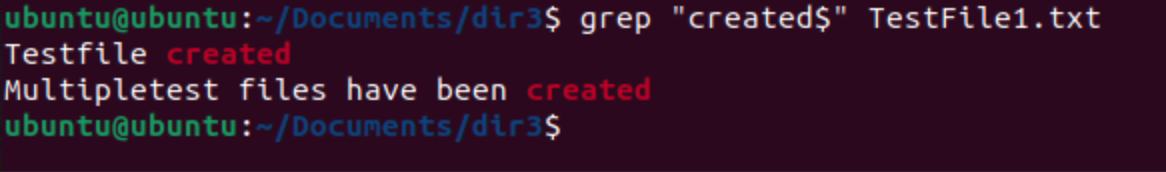 ubuntu@ubuntu:~/Documents/dir3$ grep "created$" TestFile1.txt
Testfile created
Multipletest files have been created
ubuntu@ubuntu:~/Documents/dir3$